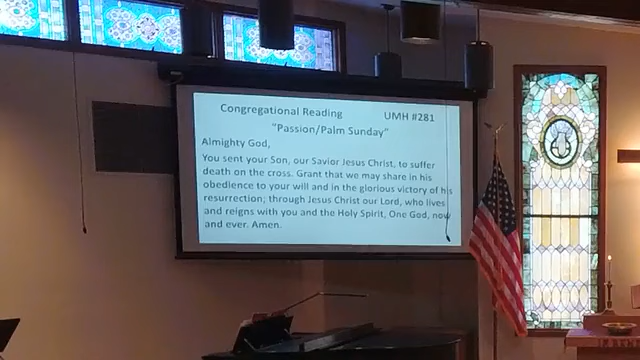 Congregational Reading UMH #281
"Passion/Palm Sunday"
Almighty God,
You sent your Son, our Savior Jesus Christ, to suffer
death on the cross. Grant that we may share in his
obedience to your will and in the glorious victory of his
resurrection; through Jesus Christ our Lord, who lives
and reigns with you and the Holy Spirit, One God, now
and ever. Amen.